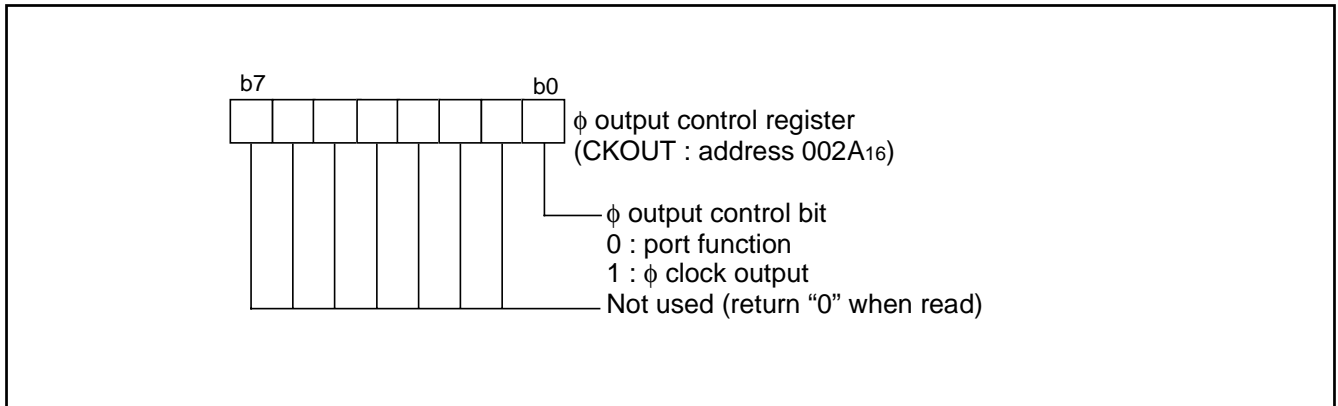 b7 b0
φ output control register
(CKOUT : address 002A16)
φ output control bit
0 : port function
1 : φ clock output
Not used (return “0” when read)